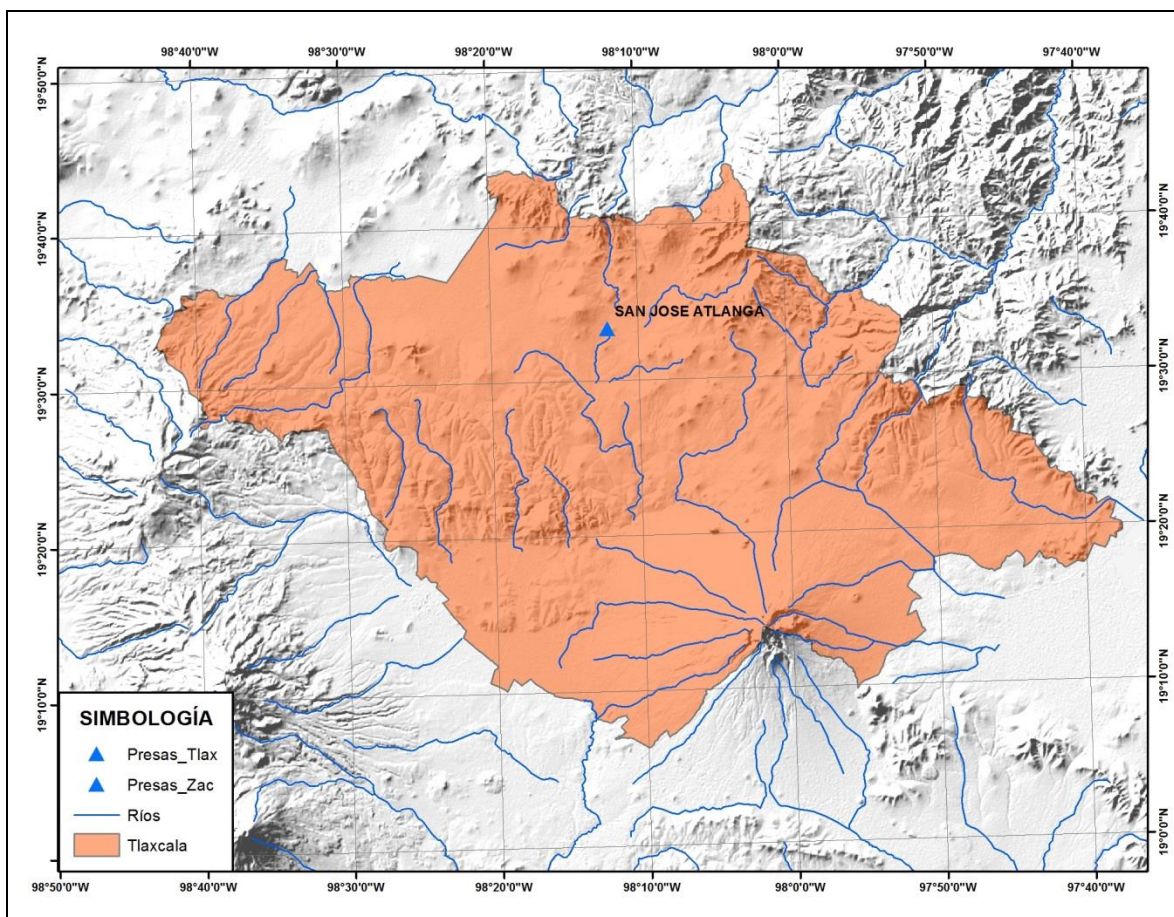 98°40'0"W 98°30'0"W 98°20'0"W 98°10'0"W 98°0'0"W 97°50'0"W 97°40'0"W
19°50'0"N
19°40'0"N
19°30'0"N
19°20'0"N
19°40'0"N
19°30'0"N
19°20'0"N
19°10'0"N
19°0'0"N
SAN JOSE ATLANGA
19°10'0"N
SIMBOLOGÍA
Presas_Tlax
Presas_Zac
Ríos
Tlaxcala
98°50'0"W 98°40'0"W 98°30'0"W 98°20'0"W 98°10'0"W 98°0'0"W 97°50'0"W 97°40'0"W